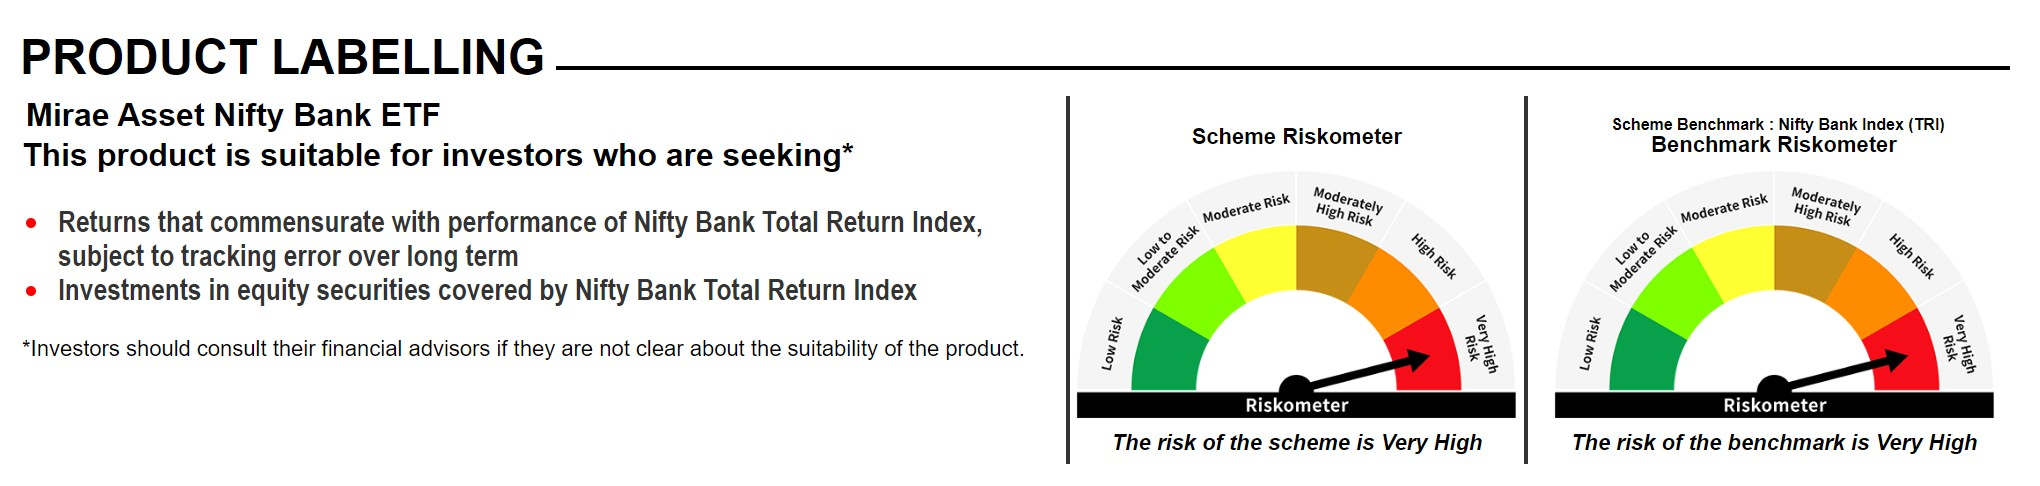 PRODUCT LABELLING
Mirae Asset Nifty Bank ETF
This product is suitable for investors who are seeking*
• Returns that commensurate with performance of Nifty Bank Total Return Index,
subject to tracking error over long term
• Investments in equity securities covered by Nifty Bank Total Return Index
*Investors should consult their financial advisors if they are not clear about the suitability of the product.
Scheme Riskometer
Low Risk
Low to
Moderate Risk
Moderate Risk
Moderately
High Risk
High Risk
Very High
Risk
Riskometer
The risk of the scheme is Very High
Scheme Benchmark : Nifty Bank Index (TRI)
Benchmark Riskometer
Low Risk
Low to
Moderate Risk
Moderate Risk
Moderately
High Risk
High Risk
Very High
Risk
Riskometer
The risk of the benchmark is Very High